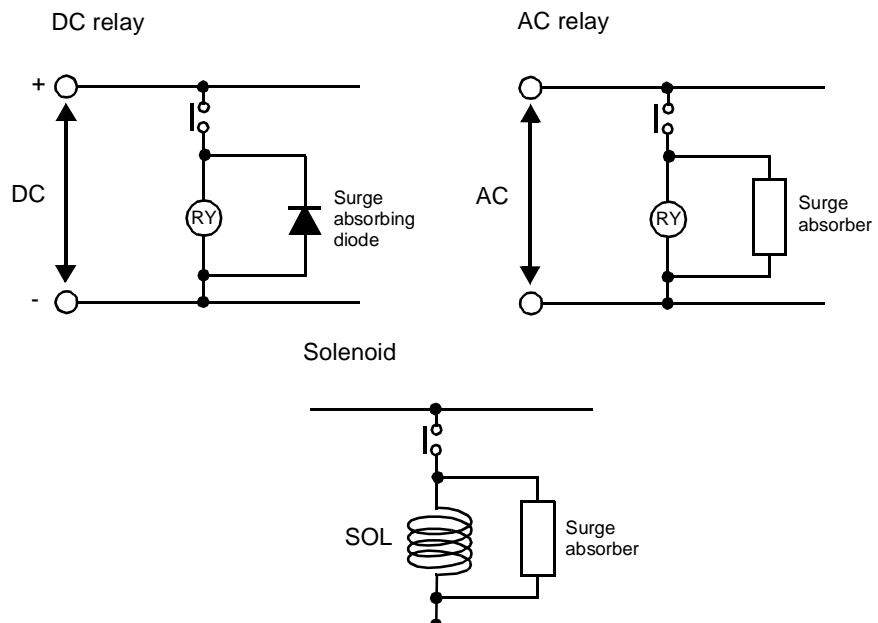 DC relay
+
DC
-
RY
Surge
absorbing
diode
AC relay
AC
RY
Surge
absorber
Solenoid
SOL
Surge
absorber